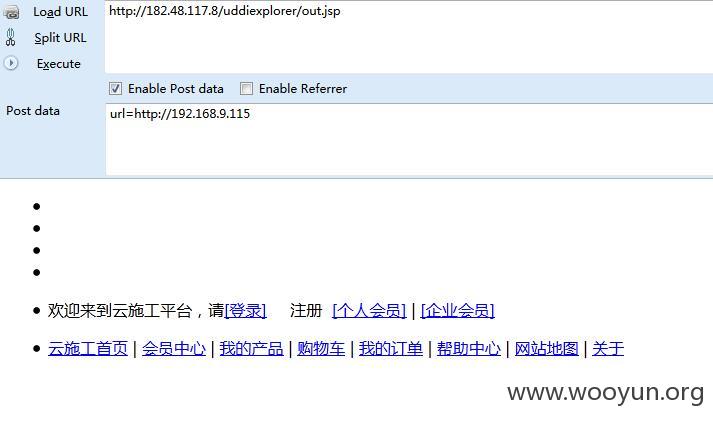 Load URL
http://182.48.117.8/uddiexplorer/out.jsp
Split URL
Execute
Enable Post data Enable Referrer
Post data
url=http://192.168.9.115
欢迎来到云施工平台，请[登录] 注册 [个人会员] | [企业会员]
云施工首页 | 会员中心 | 我的产品 | 购物车 | 我的订单 | 帮助中心 | 网站地图 | 关于
www.wooyun.org